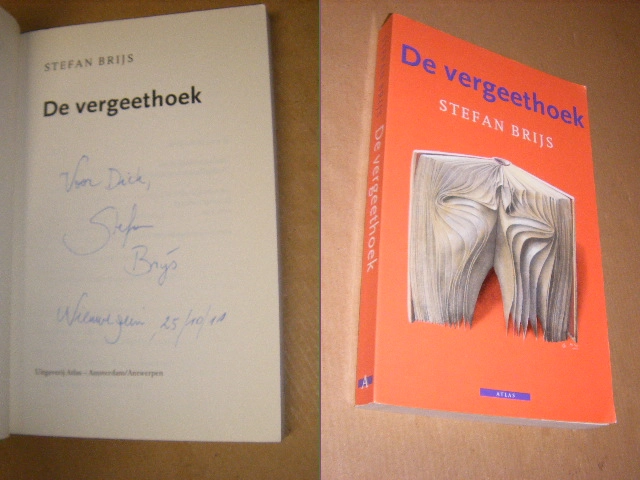 STEFAN BRIJS
De vergeethoek
Voor Dick,
Stefan
Brijs
Nieuwegein, 25/10/11
Uitgeverij Atlas – Amsterdam/Antwerpen
De vergeethoek
STEFAN BRIJS
De vergeethoek
A
ATLAS